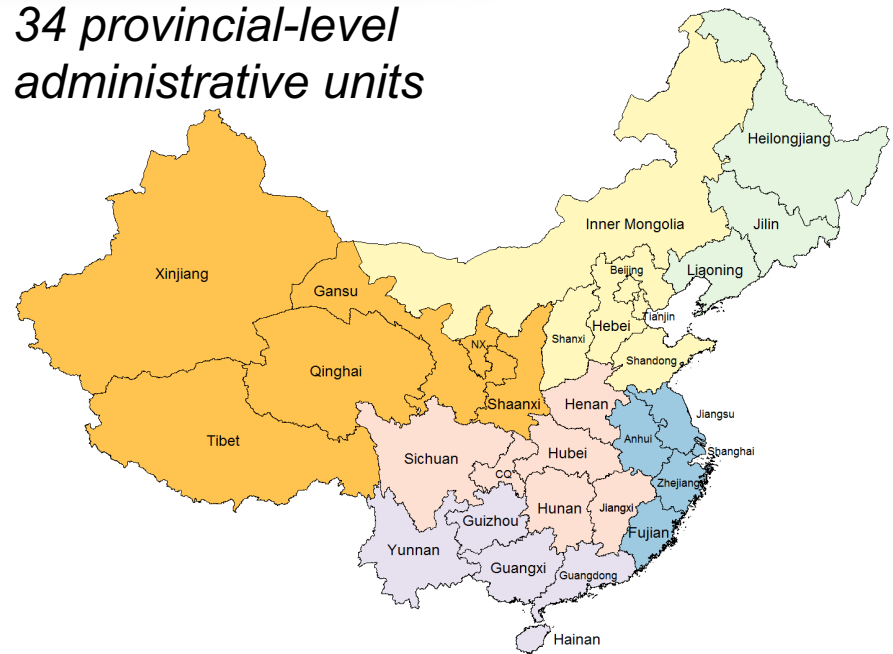 34 provincial-level
administrative units
Heilongjiang
Inner Mongolia
Jilin
Xinjiang
Beijing
Liaoning
Gansu
Tianjin
Hebei
Shanxi
NX
Shandong
Qinghai
Shaanxi
Henan
Jiangsu
Tibet
Anhui
Shanghai
Sichuan
Hubei
CQ
Zhejiang
Hunan
Jiangxi
Guizhou
Fujian
Yunnan
Guangxi
Guangdong
Hainan